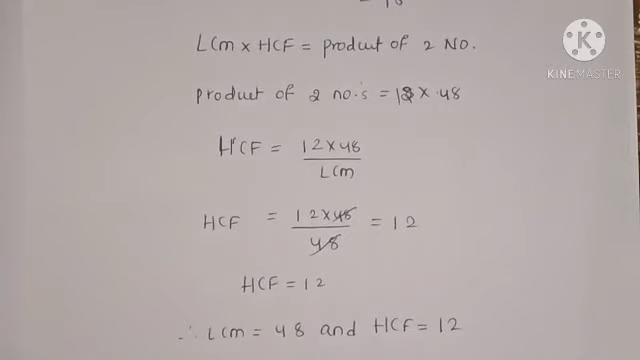 LCm x HCF = product of 2 NO.
KINEMASTER
product of 2 no.s = 12 x 48
HCF = 12 x 48 / LCm
HCF = 12 x 48 / 48 = 12
HCF = 12
∴ LCm = 48 and HCF = 12